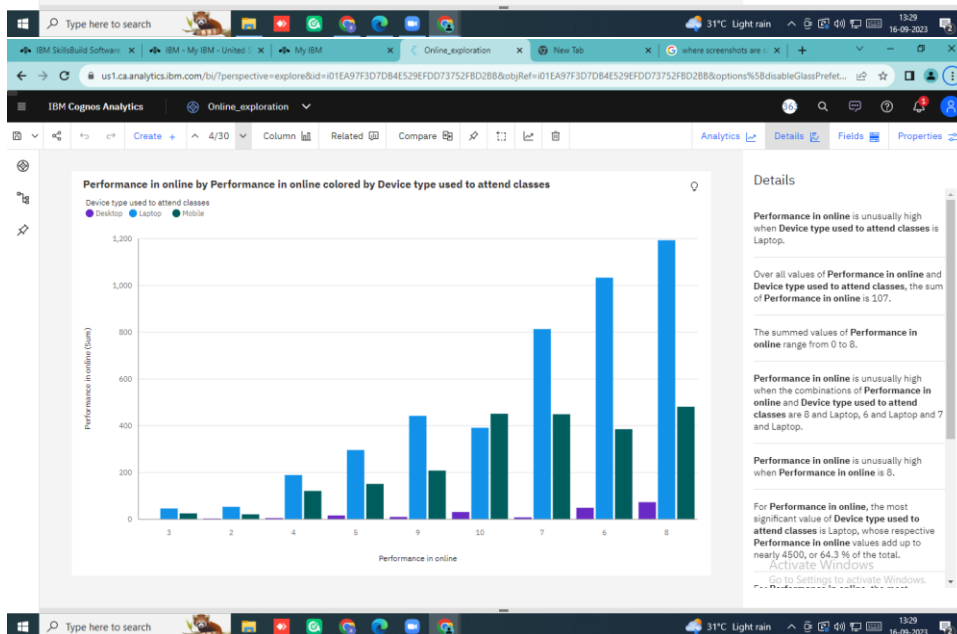 Type here to search
31°C Light rain
13:29
16-09-2023
IBM SkillsBuild Software
IBM - My IBM - United S
My IBM
Online_exploration
New Tab
where screenshots are s
us1.ca.analytics.ibm.com/bi/?perspective=explore&id=i01EA97F3D7DB4E529EFDD73752FBD2BB&objRef=i01EA97F3D7DB4E529EFDD73752FBD2BB&options%5BdisableGlassPrefet...
IBM Cognos Analytics
Online_exploration
Create +
4/30
Column
Related
Compare
Analytics
Details
Fields
Properties
Performance in online by Performance in online colored by Device type used to attend classes
Device type used to attend classes
Desktop Laptop Mobile
1,200
1,000
800
600
400
200
0
Performance in online (Sum)
3 2 4 5 9 10 7 6 8
Performance in online
Details
Performance in online is unusually high
when Device type used to attend classes is
Laptop.
Over all values of Performance in online and
Device type used to attend classes, the sum
of Performance in online is 107.
The summed values of Performance in
online range from 0 to 8.
Performance in online is unusually high
when the combinations of Performance in
online and Device type used to attend
classes are 8 and Laptop, 6 and Laptop and 7
and Laptop.
Performance in online is unusually high
when Performance in online is 8.
For Performance in online, the most
significant value of Device type used to
attend classes is Laptop, whose respective
Performance in online values add up to
nearly 4500, or 64.3 % of the total.
Activate Windows
Go to Settings to activate Windows.
Type here to search
31°C Light rain
13:29
16-09-2023